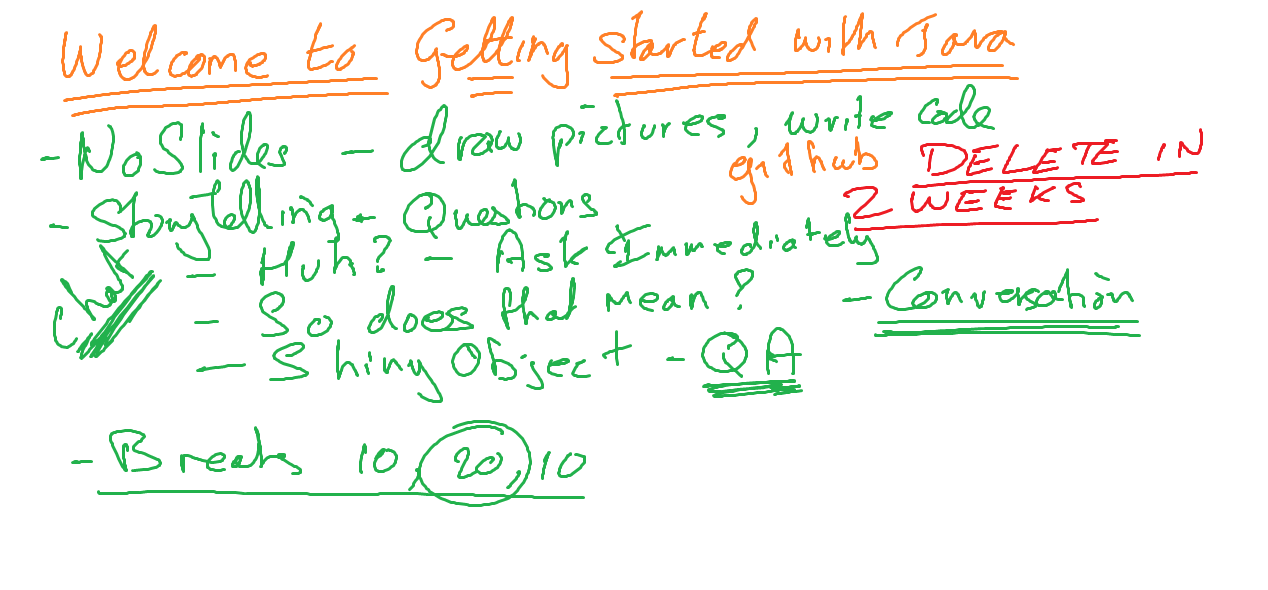 Welcome to Getting started with Java
- No Slides - draw pictures, write code
github DELETE IN
2 WEEKS
- Storytelling - Questions
chat
- Huh? - Ask Immediately
- So does that mean? - Conversation
- Shiny Object - QA
- Breaks 10, 20, 10